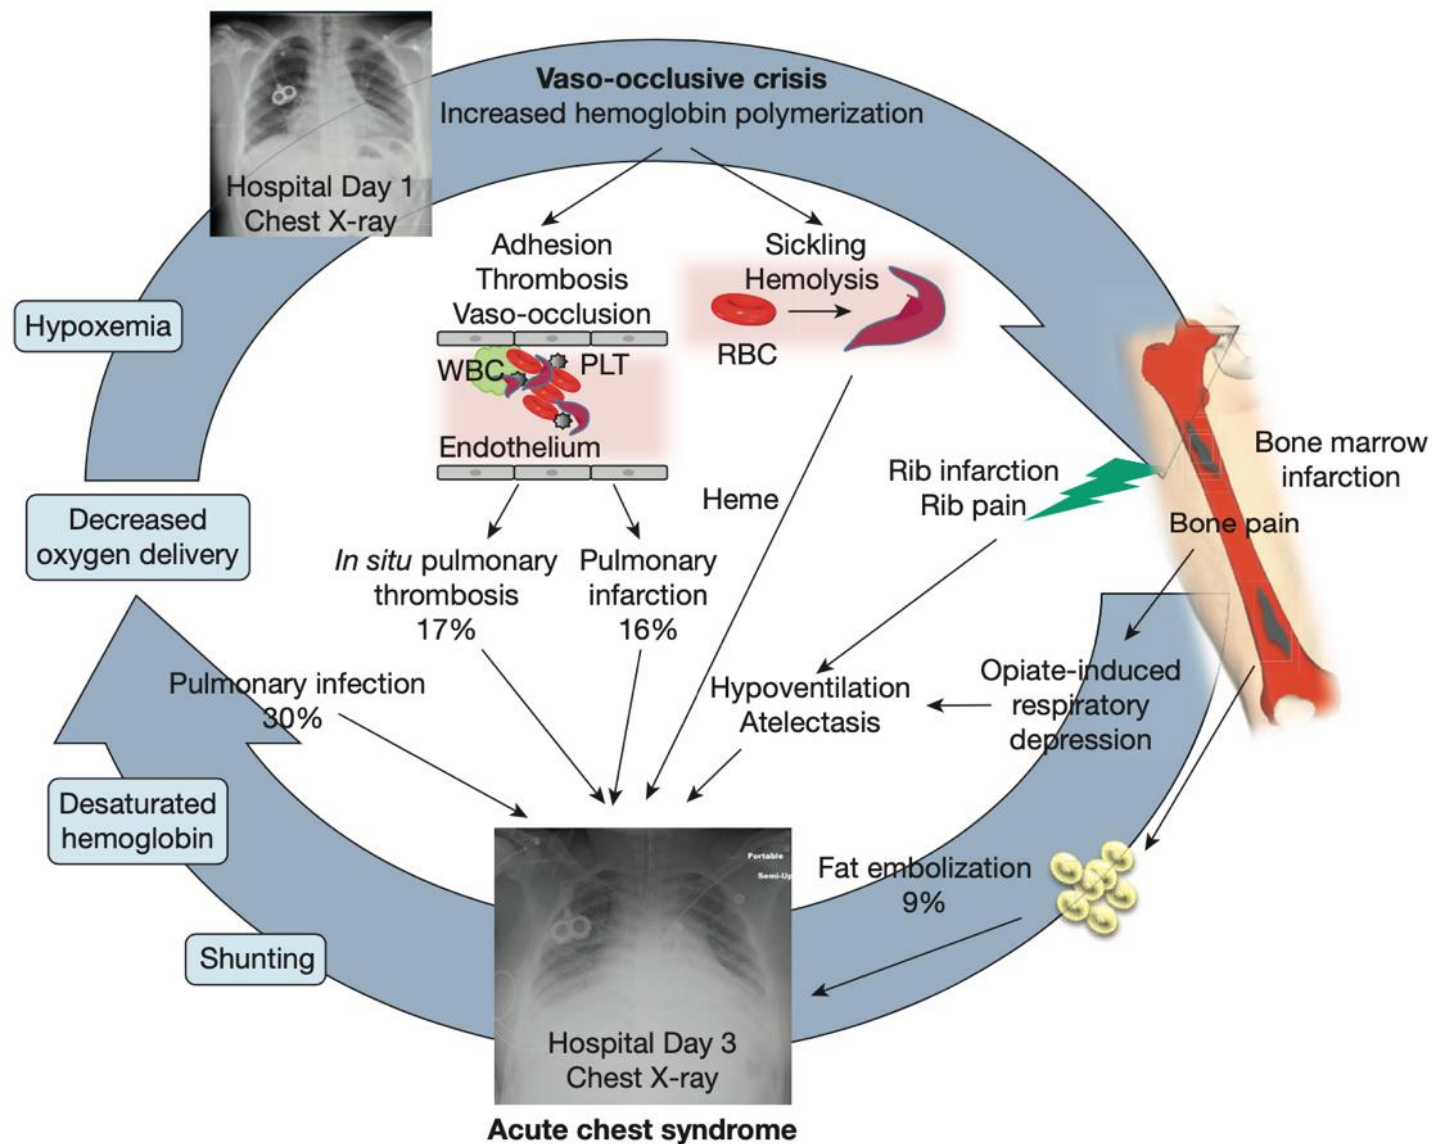 Vaso-occlusive crisis
Increased hemoglobin polymerization
Hospital Day 1
Chest X-ray
Adhesion
Thrombosis
Vaso-occlusion
Sickling
Hemolysis
Hypoxemia
RBC
WBC
PLT
Endothelium
Bone marrow
infarction
Rib infarction
Rib pain
Heme
Decreased
oxygen delivery
Bone pain
In situ pulmonary
thrombosis
17%
Pulmonary
infarction
16%
Pulmonary infection
30%
Hypoventilation
Atelectasis
Opiate-induced
respiratory
depression
Desaturated
hemoglobin
Portable
Semi-Up
Fat embolization
9%
Shunting
Hospital Day 3
Chest X-ray
Acute chest syndrome